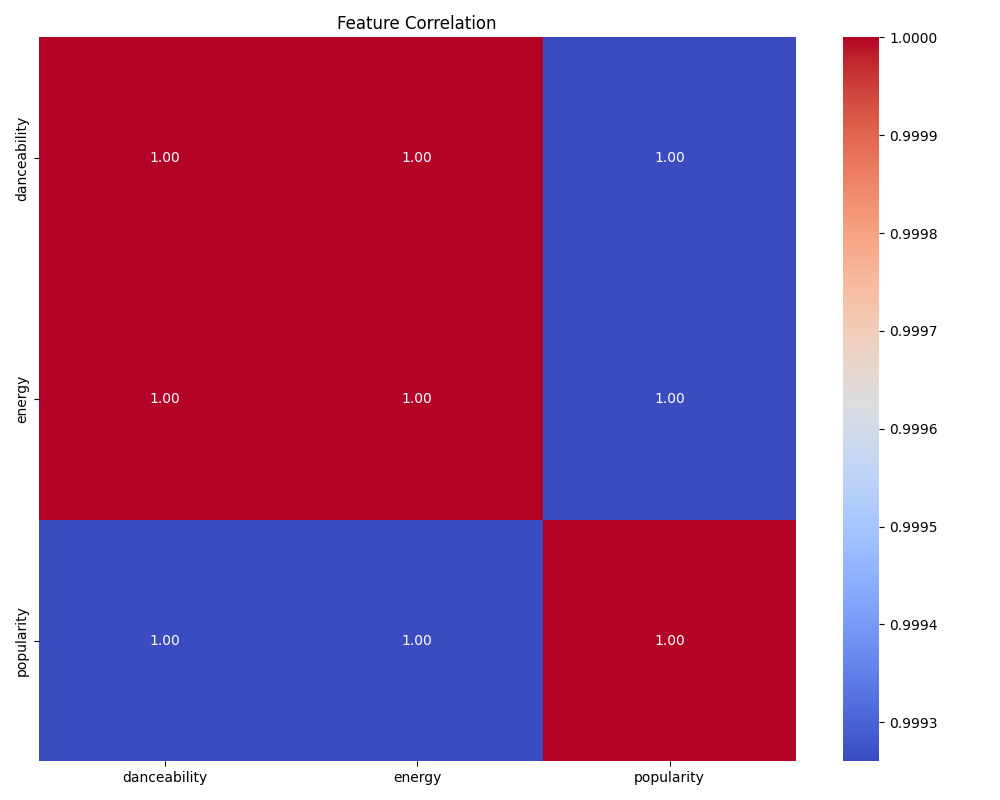 Feature Correlation
danceability
1.00 1.00 1.00
energy
1.00 1.00 1.00
popularity
1.00 1.00 1.00
danceability energy popularity
1.0000
0.9999
0.9998
0.9997
0.9996
0.9995
0.9994
0.9993